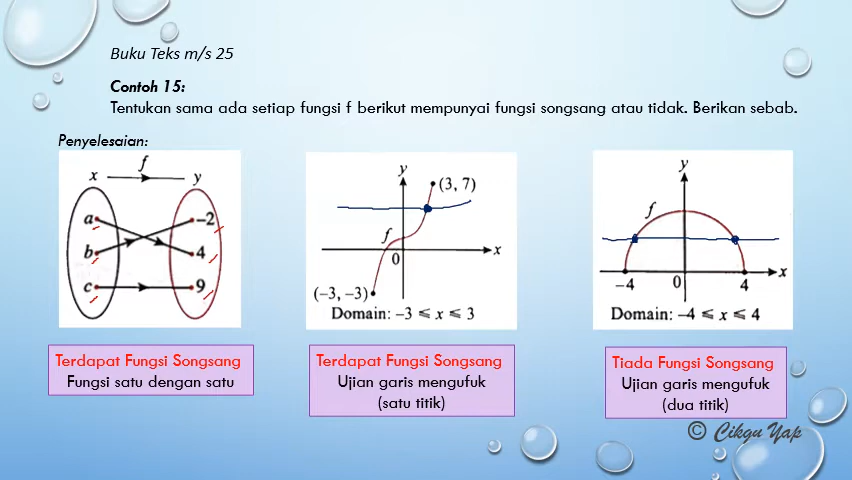 Buku Teks m/s 25
Contoh 15:
Tentukan sama ada setiap fungsi f berikut mempunyai fungsi songsang atau tidak. Berikan sebab.
Penyelesaian:
f
x
y
a
b
c
-2
4
9
y
(3, 7)
f
0
x
(-3, -3)
Domain: -3 ⩽ x ⩽ 3
y
f
-4
0
4
x
Domain: -4 ⩽ x ⩽ 4
Terdapat Fungsi Songsang
Fungsi satu dengan satu
Terdapat Fungsi Songsang
Ujian garis mengufuk
(satu titik)
Tiada Fungsi Songsang
Ujian garis mengufuk
(dua titik)
© Cikgu Yap